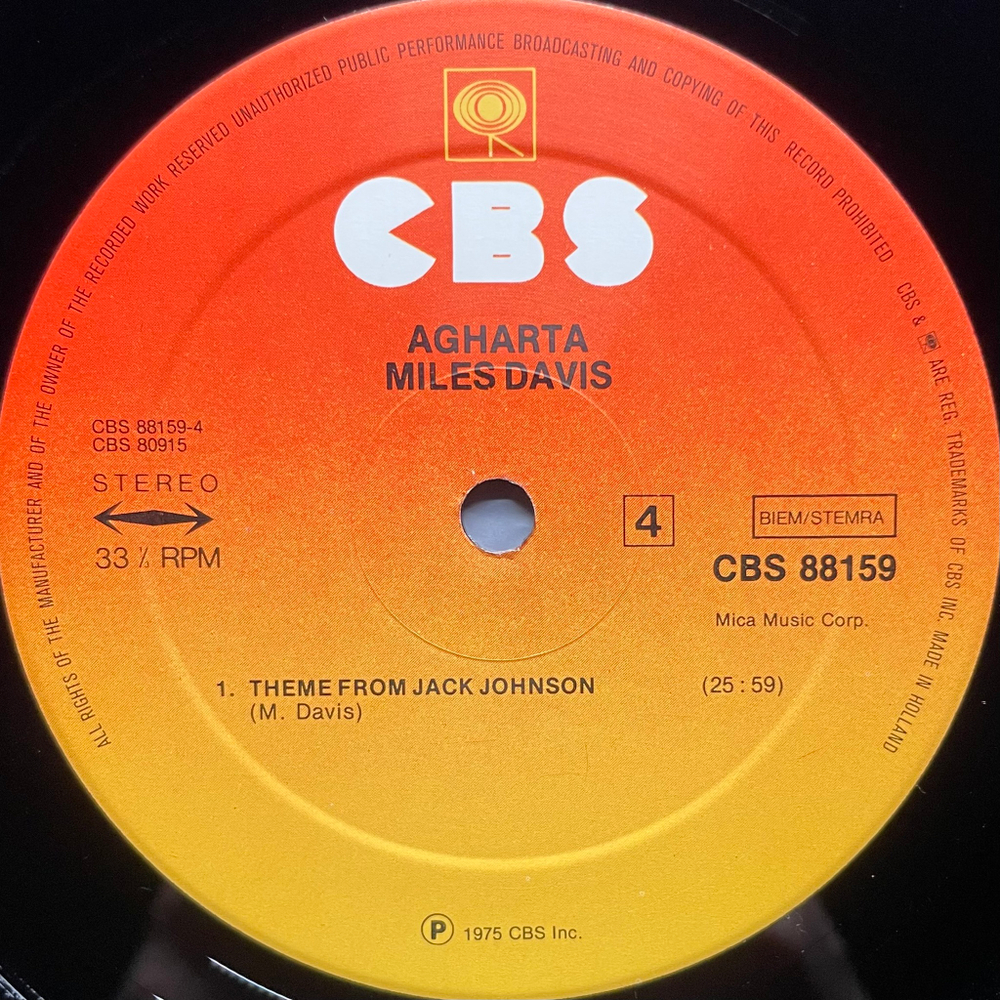 ALL RIGHTS OF THE MANUFACTURER AND OF THE OWNER OF THE RECORDED WORK RESERVED UNAUTHORIZED PUBLIC PERFORMANCE BROADCASTING AND COPYING OF THIS RECORD PROHIBITED CBS & ARE REG. TRADEMARKS OF CBS INC. MADE IN HOLLAND
CBS
AGHARTA
MILES DAVIS
CBS 88159-4
CBS 80915
STEREO
33 ⅓ RPM
4
BIEM/STEMRA
CBS 88159
Mica Music Corp.
1. THEME FROM JACK JOHNSON (25:59)
(M. Davis)
Ⓟ 1975 CBS Inc.